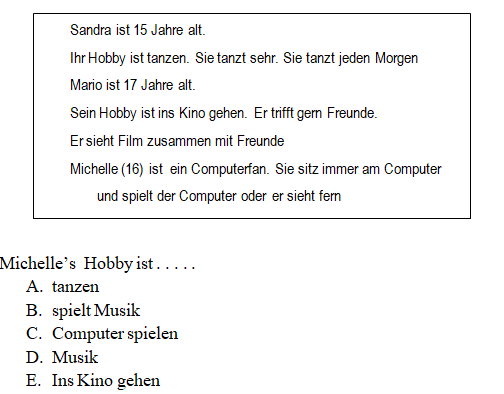 Sandra ist 15 Jahre alt.
Ihr Hobby ist tanzen. Sie tanzt sehr. Sie tanzt jeden Morgen
Mario ist 17 Jahre alt.
Sein Hobby ist ins Kino gehen. Er trifft gern Freunde.
Er sieht Film zusammen mit Freunde
Michelle (16) ist ein Computerfan. Sie sitz immer am Computer
und spielt der Computer oder er sieht fern
Michelle's Hobby ist . . . . .
A. tanzen
B. spielt Musik
C. Computer spielen
D. Musik
E. Ins Kino gehen